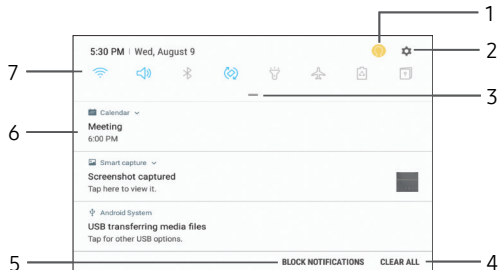 1
5:30 PM | Wed, August 9
2
7
3
Calendar
6
Meeting
6:00 PM
Smart capture
Screenshot captured
Tap here to view it.
Android System
USB transferring media files
Tap for other USB options.
5
BLOCK NOTIFICATIONS CLEAR ALL
4